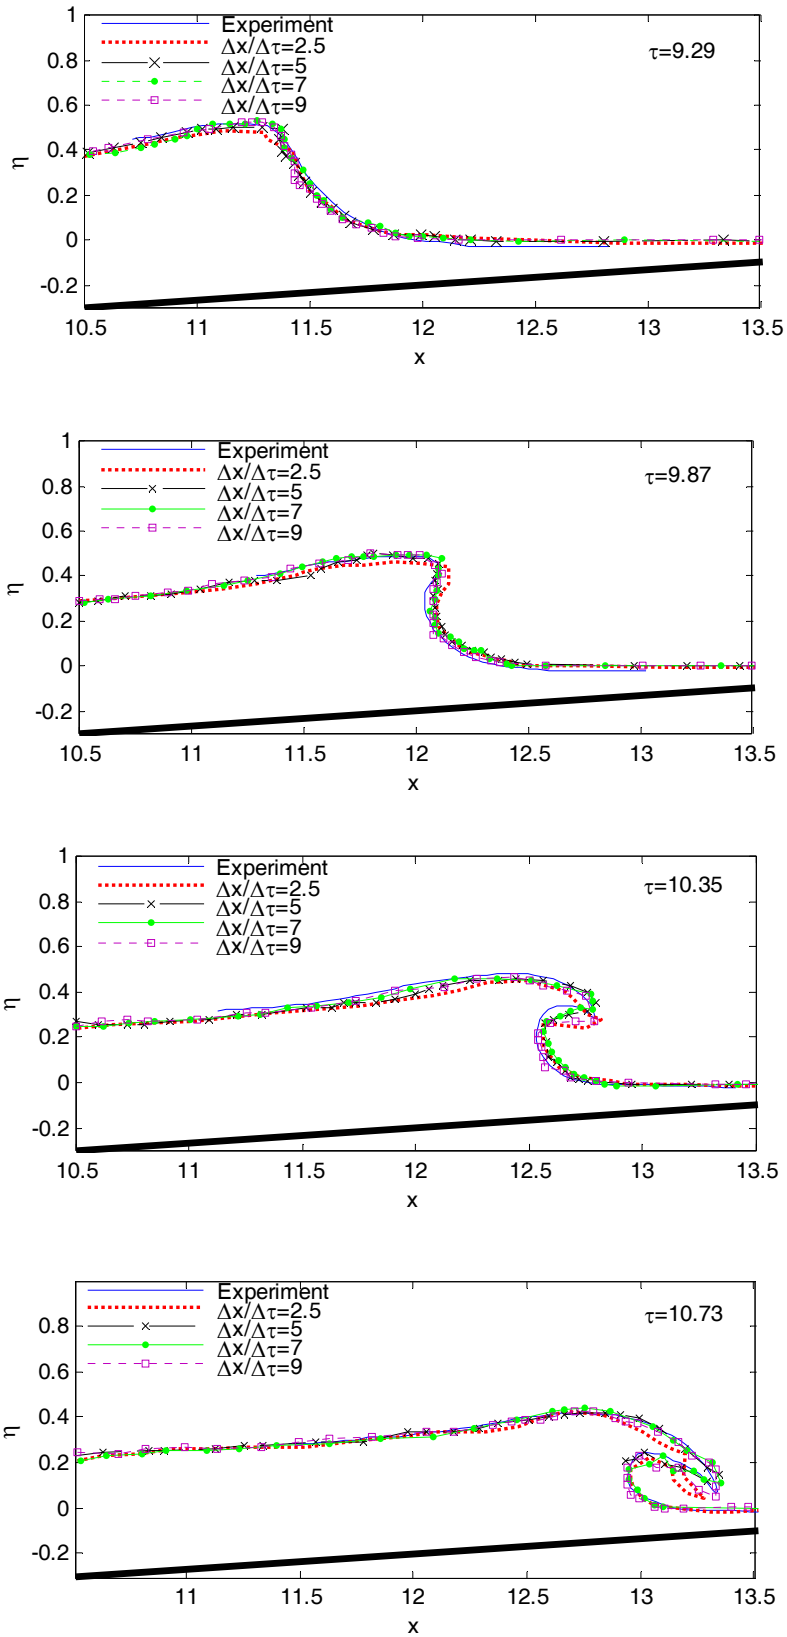 1
0.8
0.6
0.4
0.2
0
-0.2
η
Experiment
Δx/Δτ=2.5
Δx/Δτ=5
Δx/Δτ=7
Δx/Δτ=9
τ=9.29
10.5 11 11.5 12 12.5 13 13.5
x
1
0.8
0.6
0.4
0.2
0
-0.2
η
Experiment
Δx/Δτ=2.5
Δx/Δτ=5
Δx/Δτ=7
Δx/Δτ=9
τ=9.87
10.5 11 11.5 12 12.5 13 13.5
x
1
0.8
0.6
0.4
0.2
0
-0.2
η
Experiment
Δx/Δτ=2.5
Δx/Δτ=5
Δx/Δτ=7
Δx/Δτ=9
τ=10.35
10.5 11 11.5 12 12.5 13 13.5
x
0.8
0.6
0.4
0.2
0
-0.2
η
Experiment
Δx/Δτ=2.5
Δx/Δτ=5
Δx/Δτ=7
Δx/Δτ=9
τ=10.73
11 11.5 12 12.5 13 13.5
x